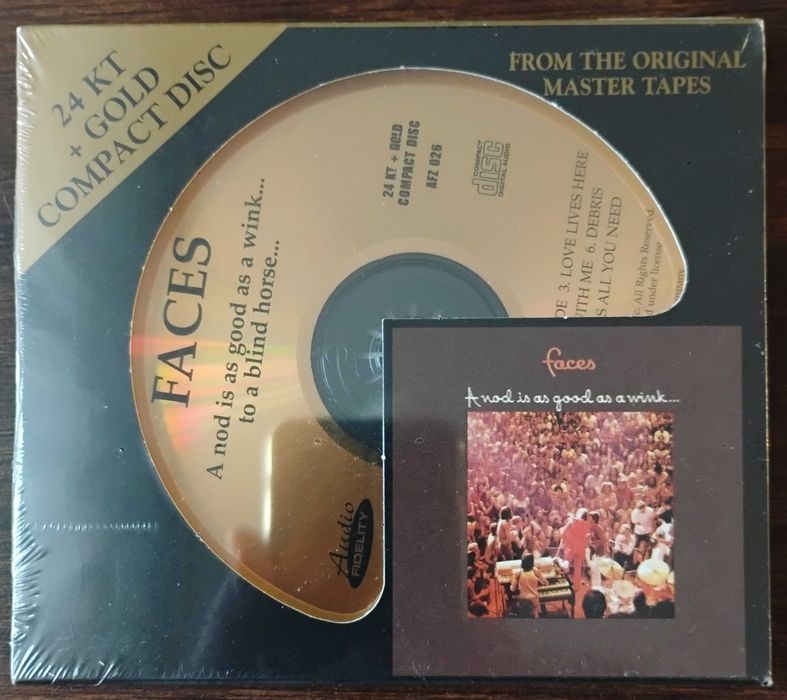 24 KT
+ GOLD
COMPACT DISC
FROM THE ORIGINAL
MASTER TAPES
FACES
A nod is as good as a wink...
to a blind horse...
24 KT + GOLD
COMPACT DISC
AFZ 026
COMPACT
disc
DIGITAL AUDIO
DE 3. LOVE LIVES HERE
WITH ME 6. DEBRIS
S ALL YOU NEED
c. All Rights Reserved.
d under license
ompany
Audio
FIDELITY
faces
A nod is as good as a wink...